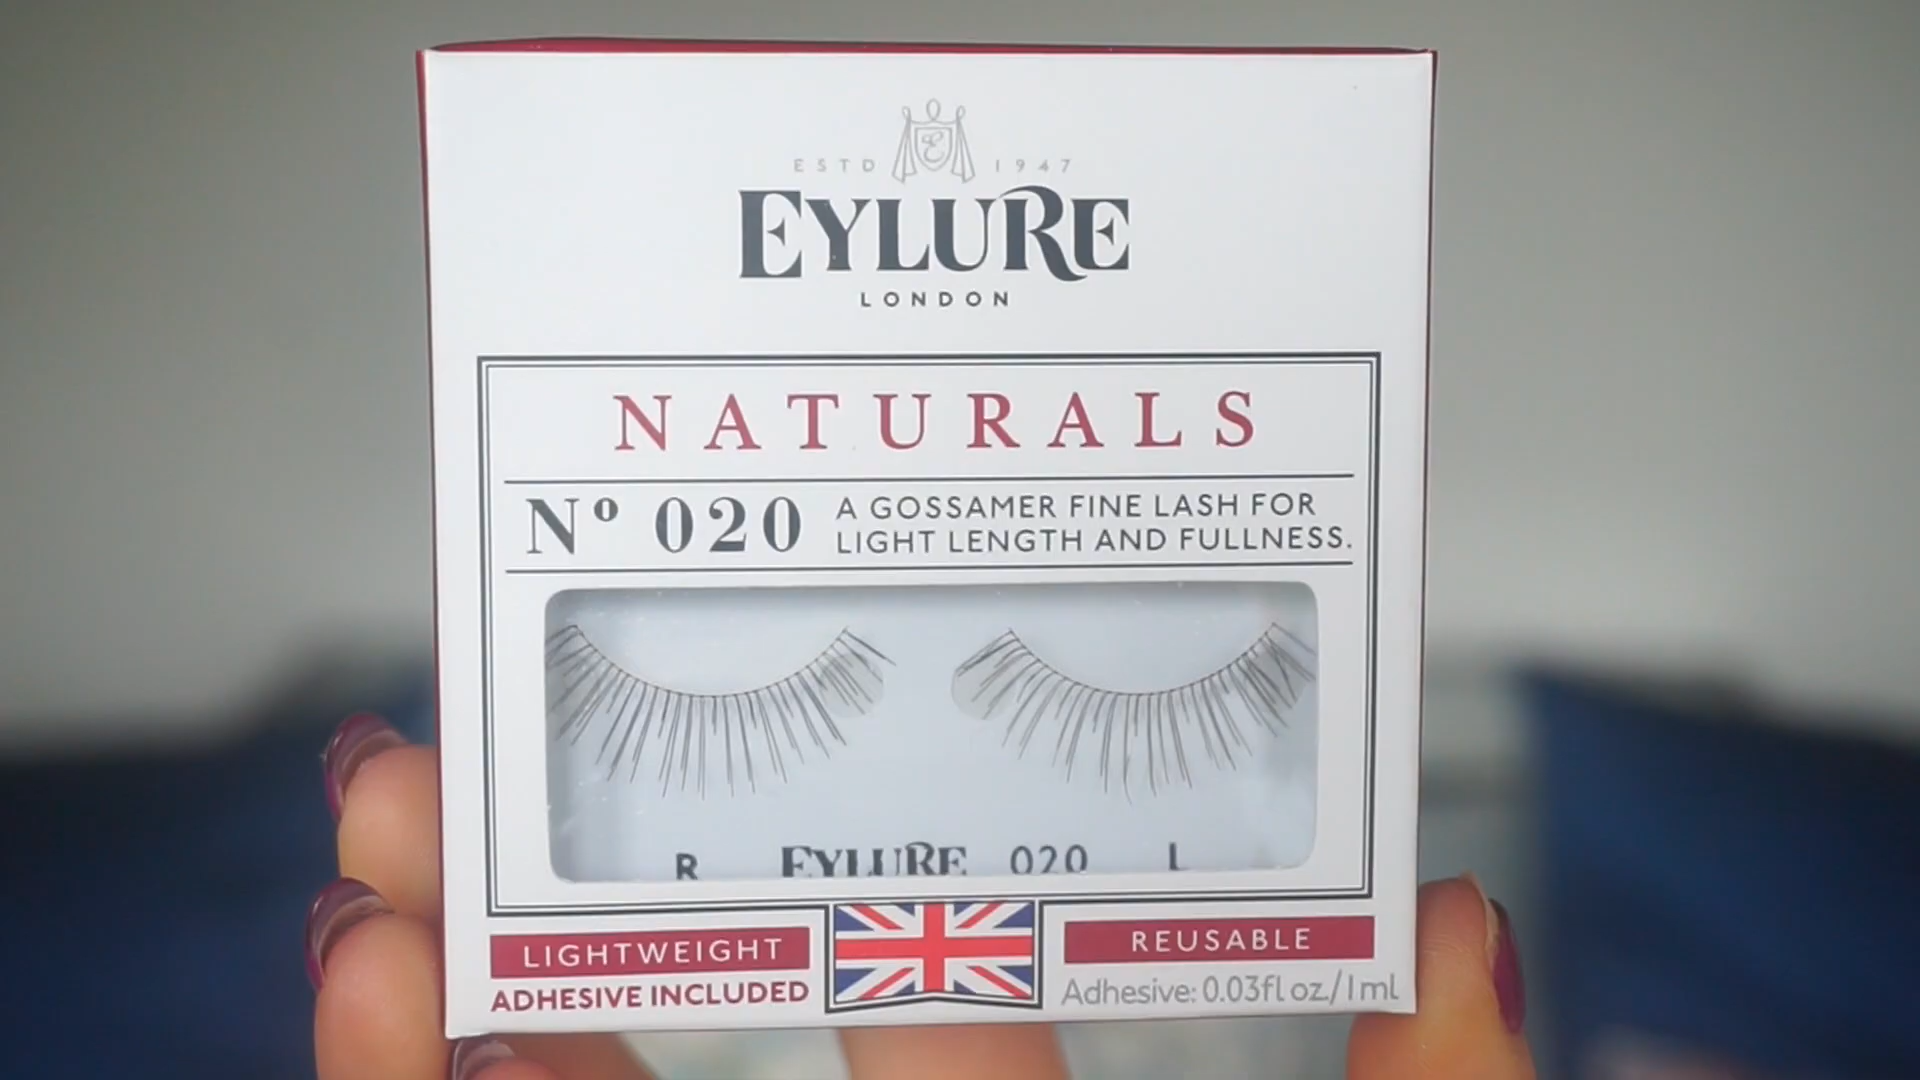 ESTD 1947
EYLURE
LONDON
NATURALS
Nº 020
A GOSSAMER FINE LASH FOR
LIGHT LENGTH AND FULLNESS.
R EYLURE 020 L
LIGHTWEIGHT
ADHESIVE INCLUDED
REUSABLE
Adhesive: 0.03fl oz./1ml